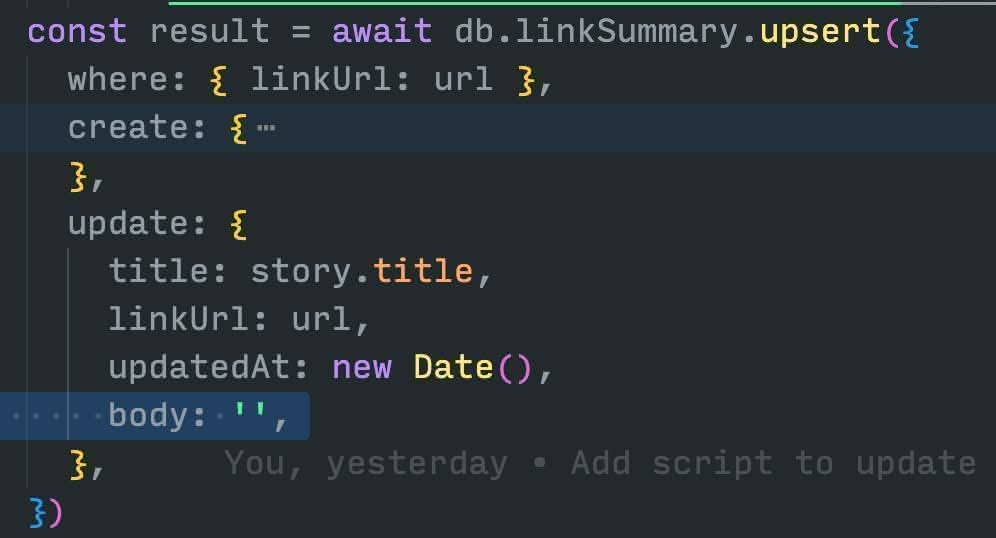 const result = await db.linkSummary.upsert({
where: { linkUrl: url },
create: {⋯
},
update: {
title: story.title,
linkUrl: url,
updatedAt: new Date(),
body: '',
}, You, yesterday • Add script to update
})